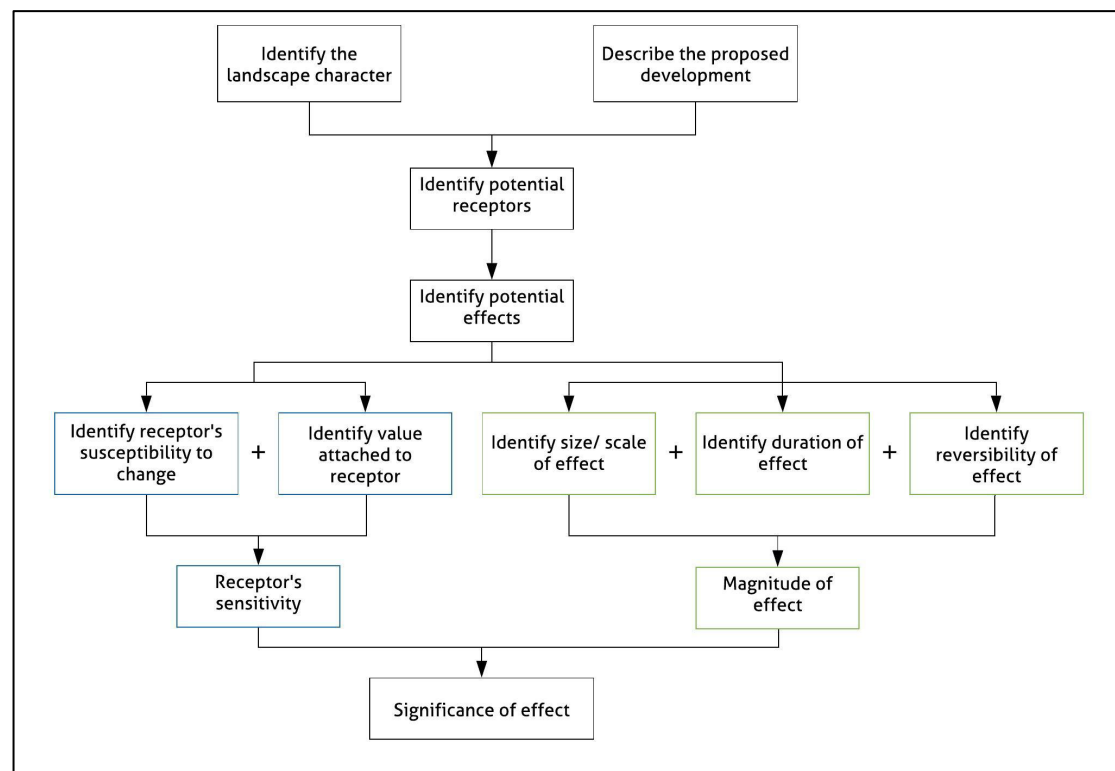 Identify the
landscape character
Describe the proposed
development
Identify potential
receptors
Identify potential
effects
Identify receptor's
susceptibility to
change
+
Identify value
attached to
receptor
Identify size/ scale
of effect
+
Identify duration of
effect
+
Identify
reversibility of
effect
Receptor's
sensitivity
Magnitude of
effect
Significance of effect